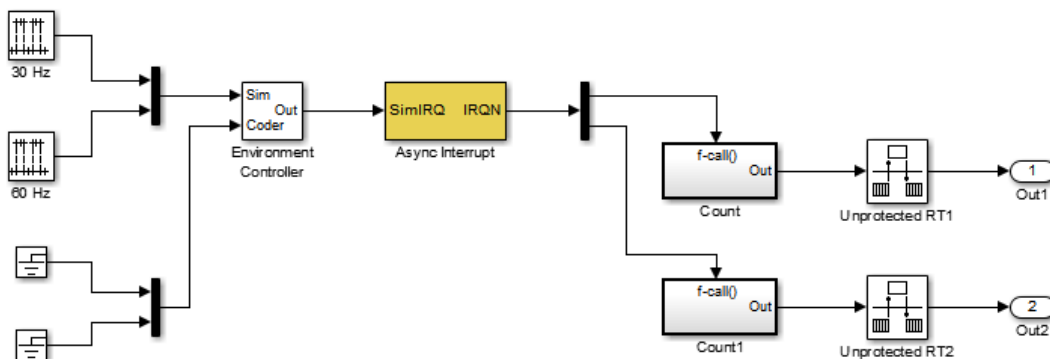 30 Hz
60 Hz
Sim
Out
Coder
Environment
Controller
SimIRQ IRQN
Async Interrupt
f-call()
Out
Count
Unprotected RT1
1
Out1
f-call()
Out
Count1
Unprotected RT2
2
Out2